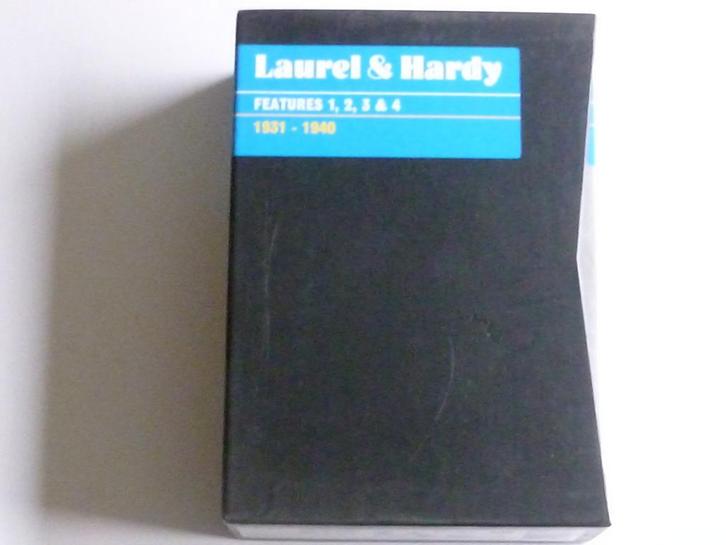 Laurel & Hardy
FEATURES 1, 2, 3 & 4
1931 - 1940